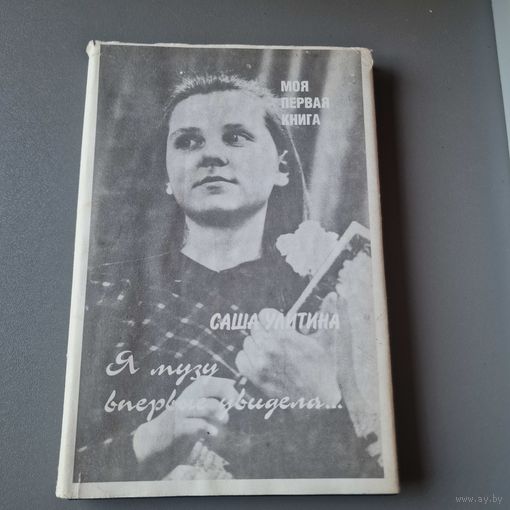 МОЯ
ПЕРВАЯ
КНИГА
САША УЛИТИНА
Я музу
впервые увидела...
www.ay.by